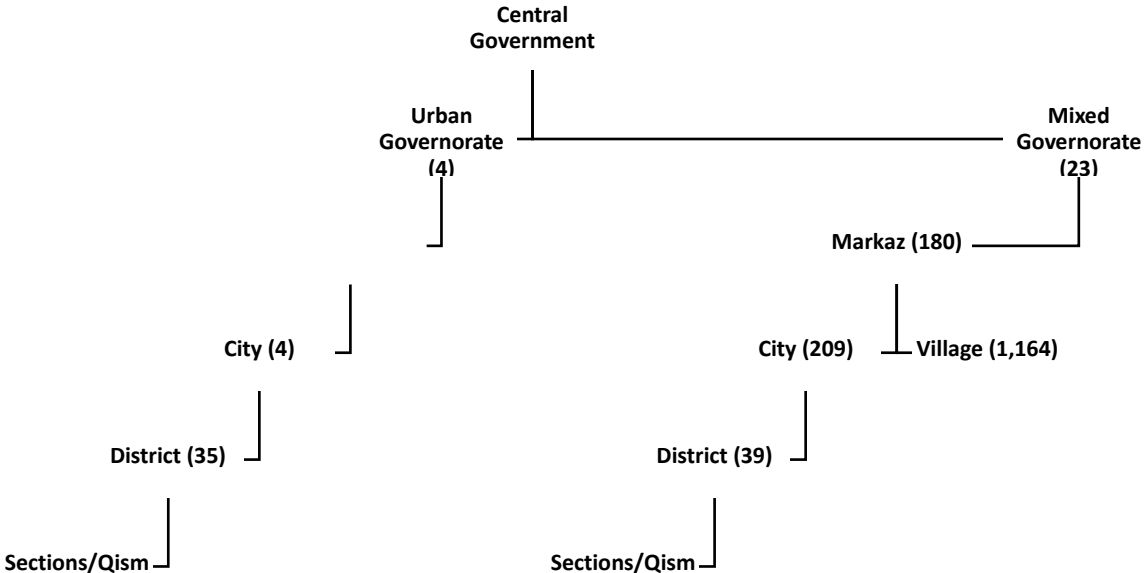 Central
Government
Urban
Governorate
(4)
Mixed
Governorate
(23)
Markaz (180)
City (4)
City (209)
Village (1,164)
District (35)
District (39)
Sections/Qism
Sections/Qism